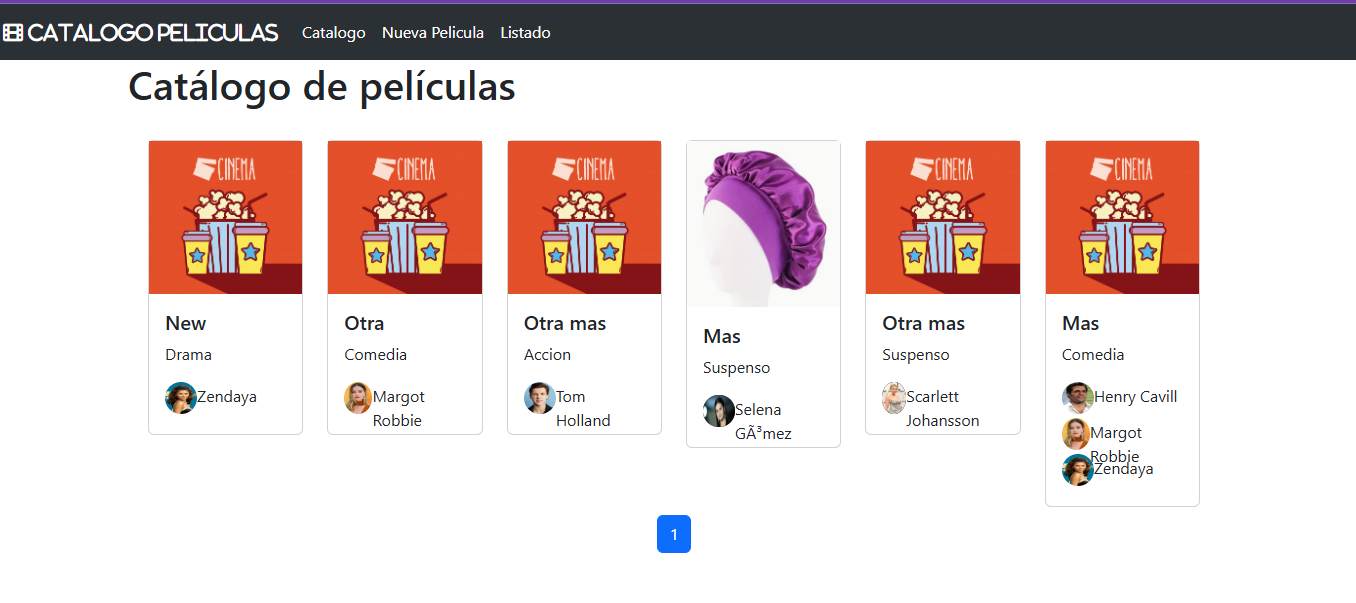 CATALOGO PELICULAS Catalogo Nueva Pelicula Listado
Catálogo de películas
CINEMA
New
Drama
Zendaya
CINEMA
Otra
Comedia
Margot
Robbie
CINEMA
Otra mas
Accion
Tom
Holland
Mas
Suspenso
Selena
GÃ³mez
CINEMA
Otra mas
Suspenso
Scarlett
Johansson
CINEMA
Mas
Comedia
Henry Cavill
Margot
Robbie
Zendaya
1